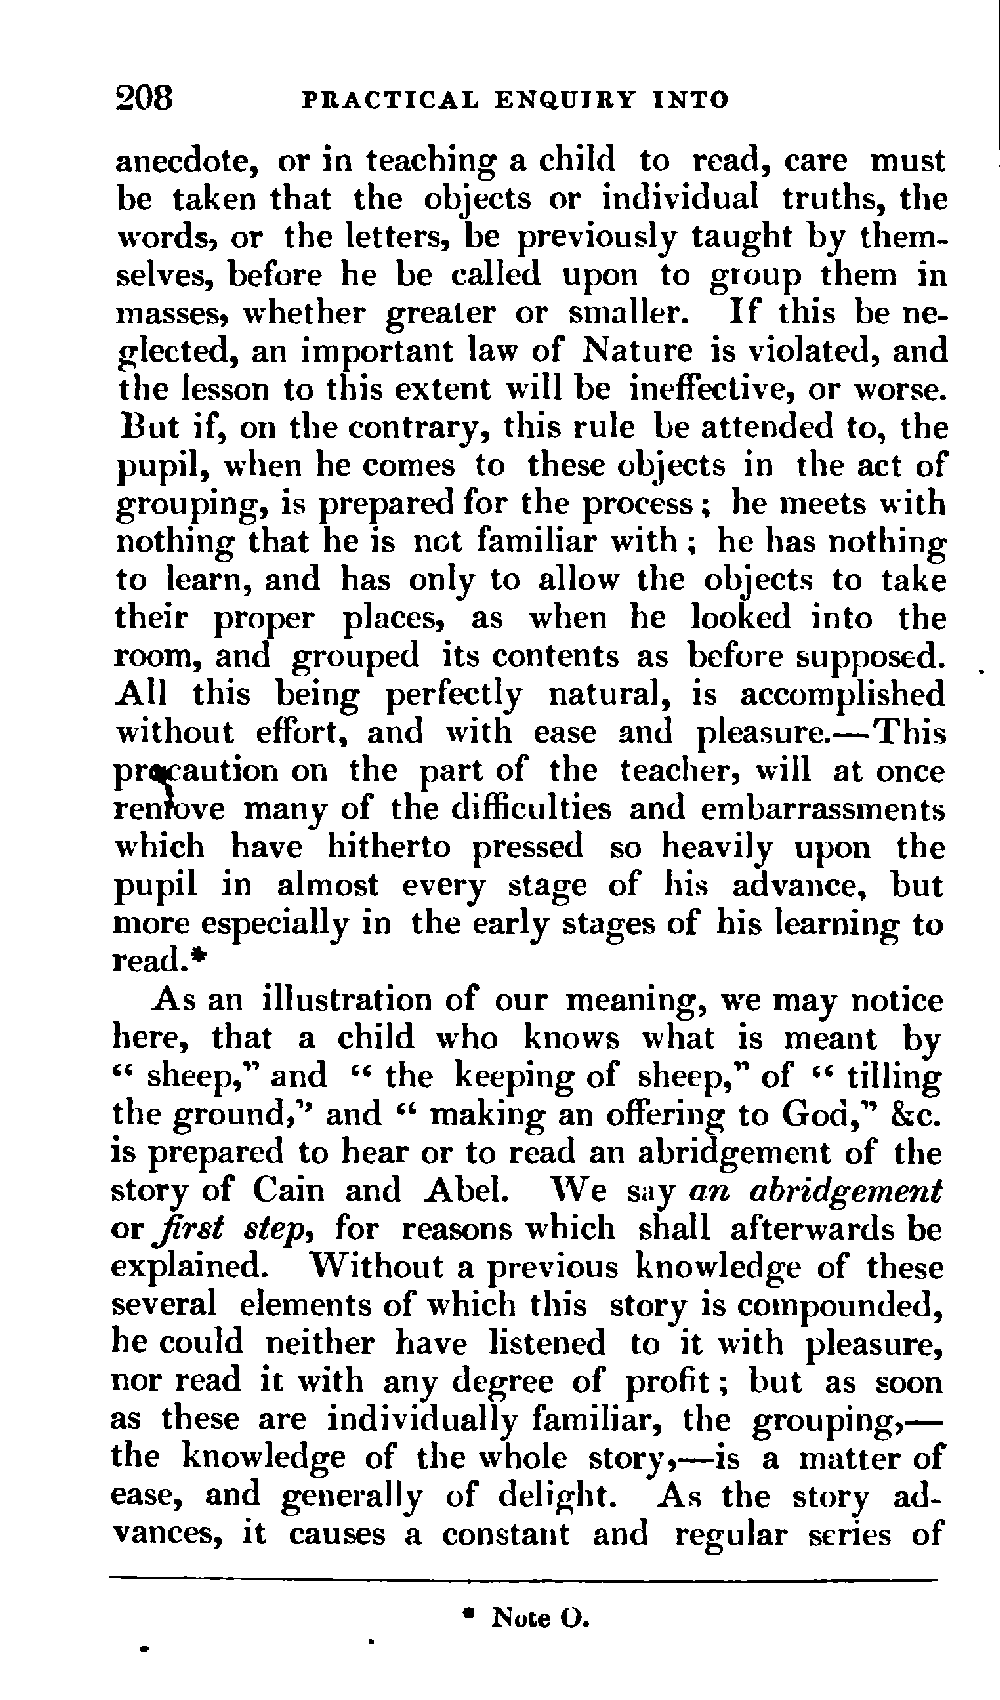 208 PRACTICAL ENQUIRY INTO
anecdote, or in teaching a child to read, care must
be taken that the objects or individual truths, the
words, or the letters, be previously taught by them-
selves, before he be called upon to group them in
masses, whether greater or smaller. If this be ne-
glected, an important law of Nature is violated, and
the lesson to this extent will be ineffective, or worse.
But if, on the contrary, this rule be attended to, the
pupil, when he comes to these objects in the act of
grouping, is prepared for the process; he meets with
nothing that he is not familiar with; he has nothing
to learn, and has only to allow the objects to take
their proper places, as when he looked into the
room, and grouped its contents as before supposed.
All this being perfectly natural, is accomplished
without effort, and with ease and pleasure.—This
precaution on the part of the teacher, will at once
remove many of the difficulties and embarrassments
which have hitherto pressed so heavily upon the
pupil in almost every stage of his advance, but
more especially in the early stages of his learning to
read.*
As an illustration of our meaning, we may notice
here, that a child who knows what is meant by
“ sheep,” and “ the keeping of sheep,” of “ tilling
the ground,” and “ making an offering to God,” &c.
is prepared to hear or to read an abridgement of the
story of Cain and Abel. We say an abridgement
or first step, for reasons which shall afterwards be
explained. Without a previous knowledge of these
several elements of which this story is compounded,
he could neither have listened to it with pleasure,
nor read it with any degree of profit; but as soon
as these are individually familiar, the grouping,—
the knowledge of the whole story,—is a matter of
ease, and generally of delight. As the story ad-
vances, it causes a constant and regular series of
* Note O.